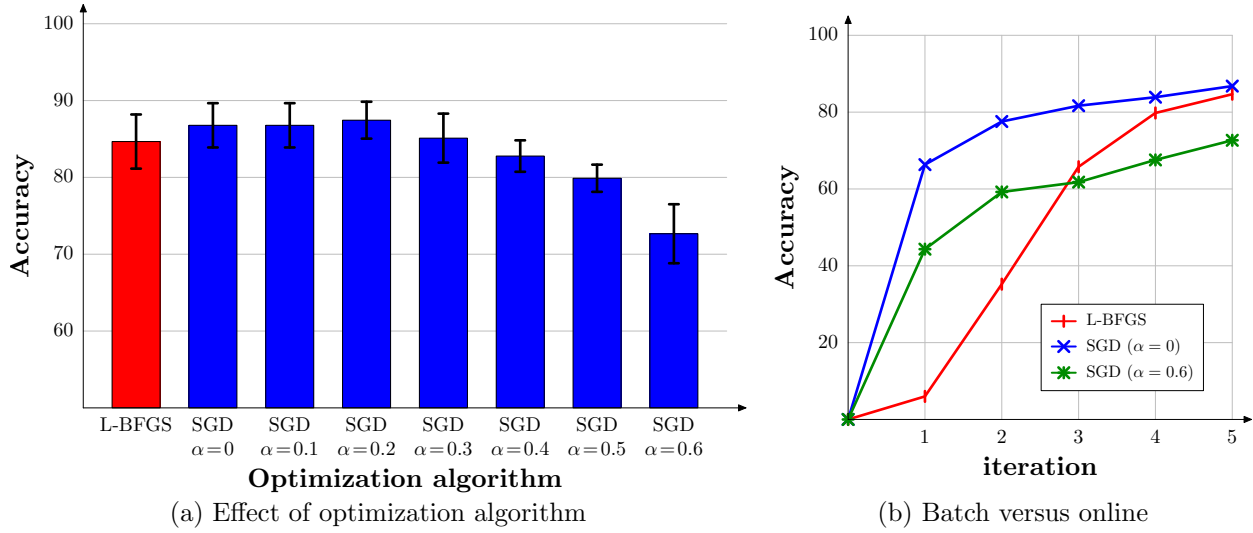 100
90
80
70
60
Accuracy
L-BFGS SGD SGD SGD SGD SGD SGD SGD
α=0 α=0.1 α=0.2 α=0.3 α=0.4 α=0.5 α=0.6
Optimization algorithm
(a) Effect of optimization algorithm
100
80
60
40
20
Accuracy
L-BFGS
SGD (α = 0)
SGD (α = 0.6)
1 2 3 4 5
iteration
(b) Batch versus online